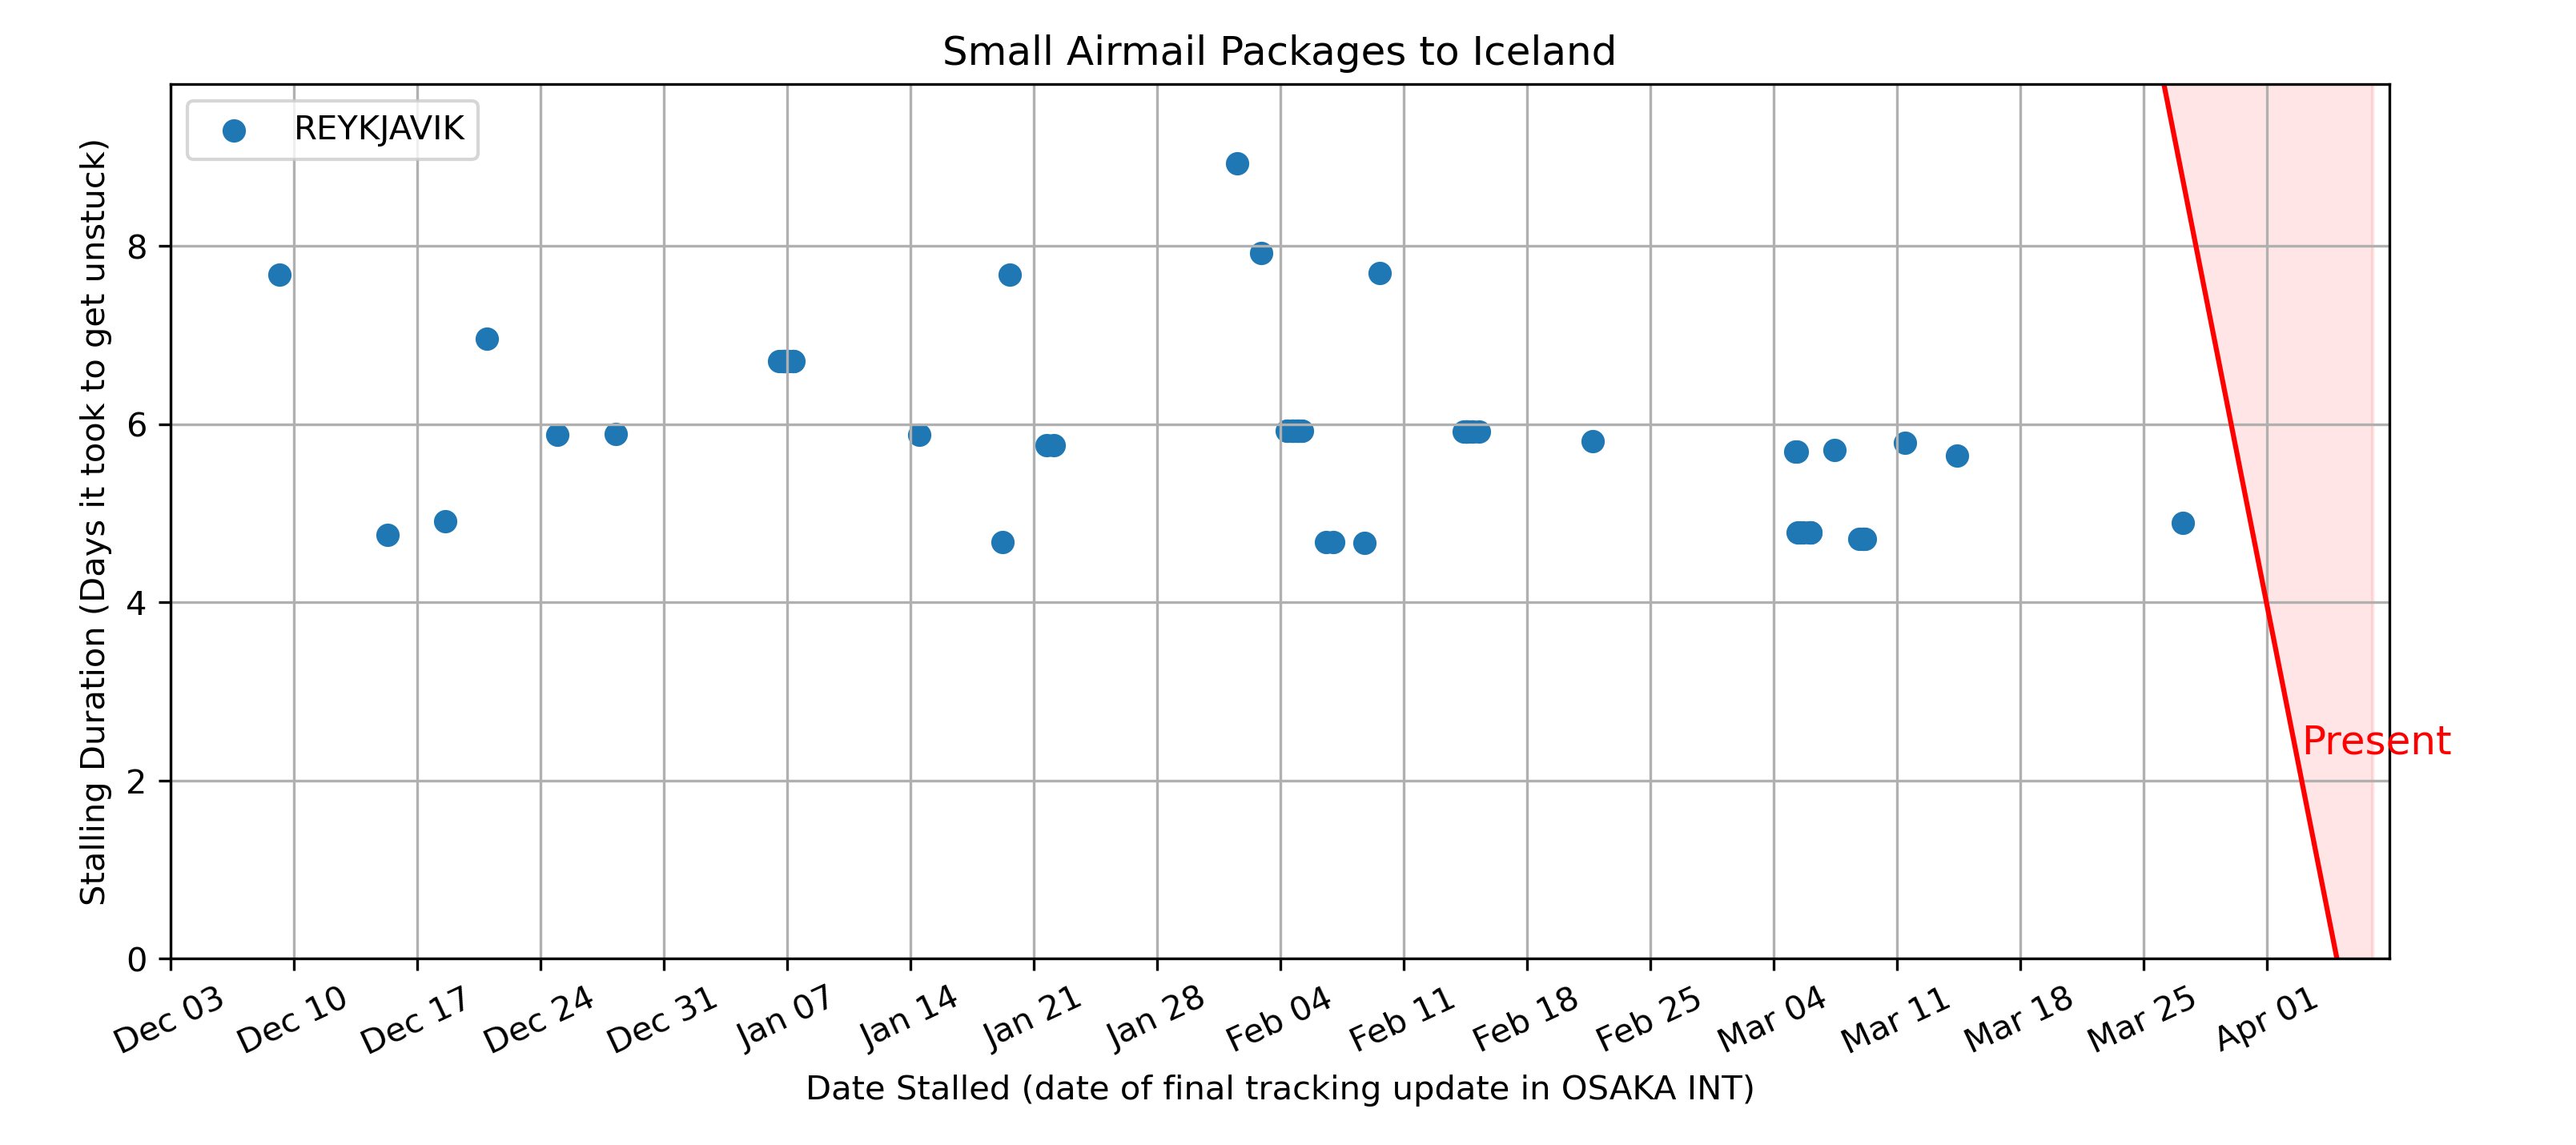 Small Airmail Packages to Iceland
REYKJAVIK
Stalling Duration (Days it took to get unstuck)
8
6
4
2
0
Present
Dec 03
Dec 10
Dec 17
Dec 24
Dec 31
Jan 07
Jan 14
Jan 21
Jan 28
Feb 04
Feb 11
Feb 18
Feb 25
Mar 04
Mar 11
Mar 18
Mar 25
Apr 01
Date Stalled (date of final tracking update in OSAKA INT)